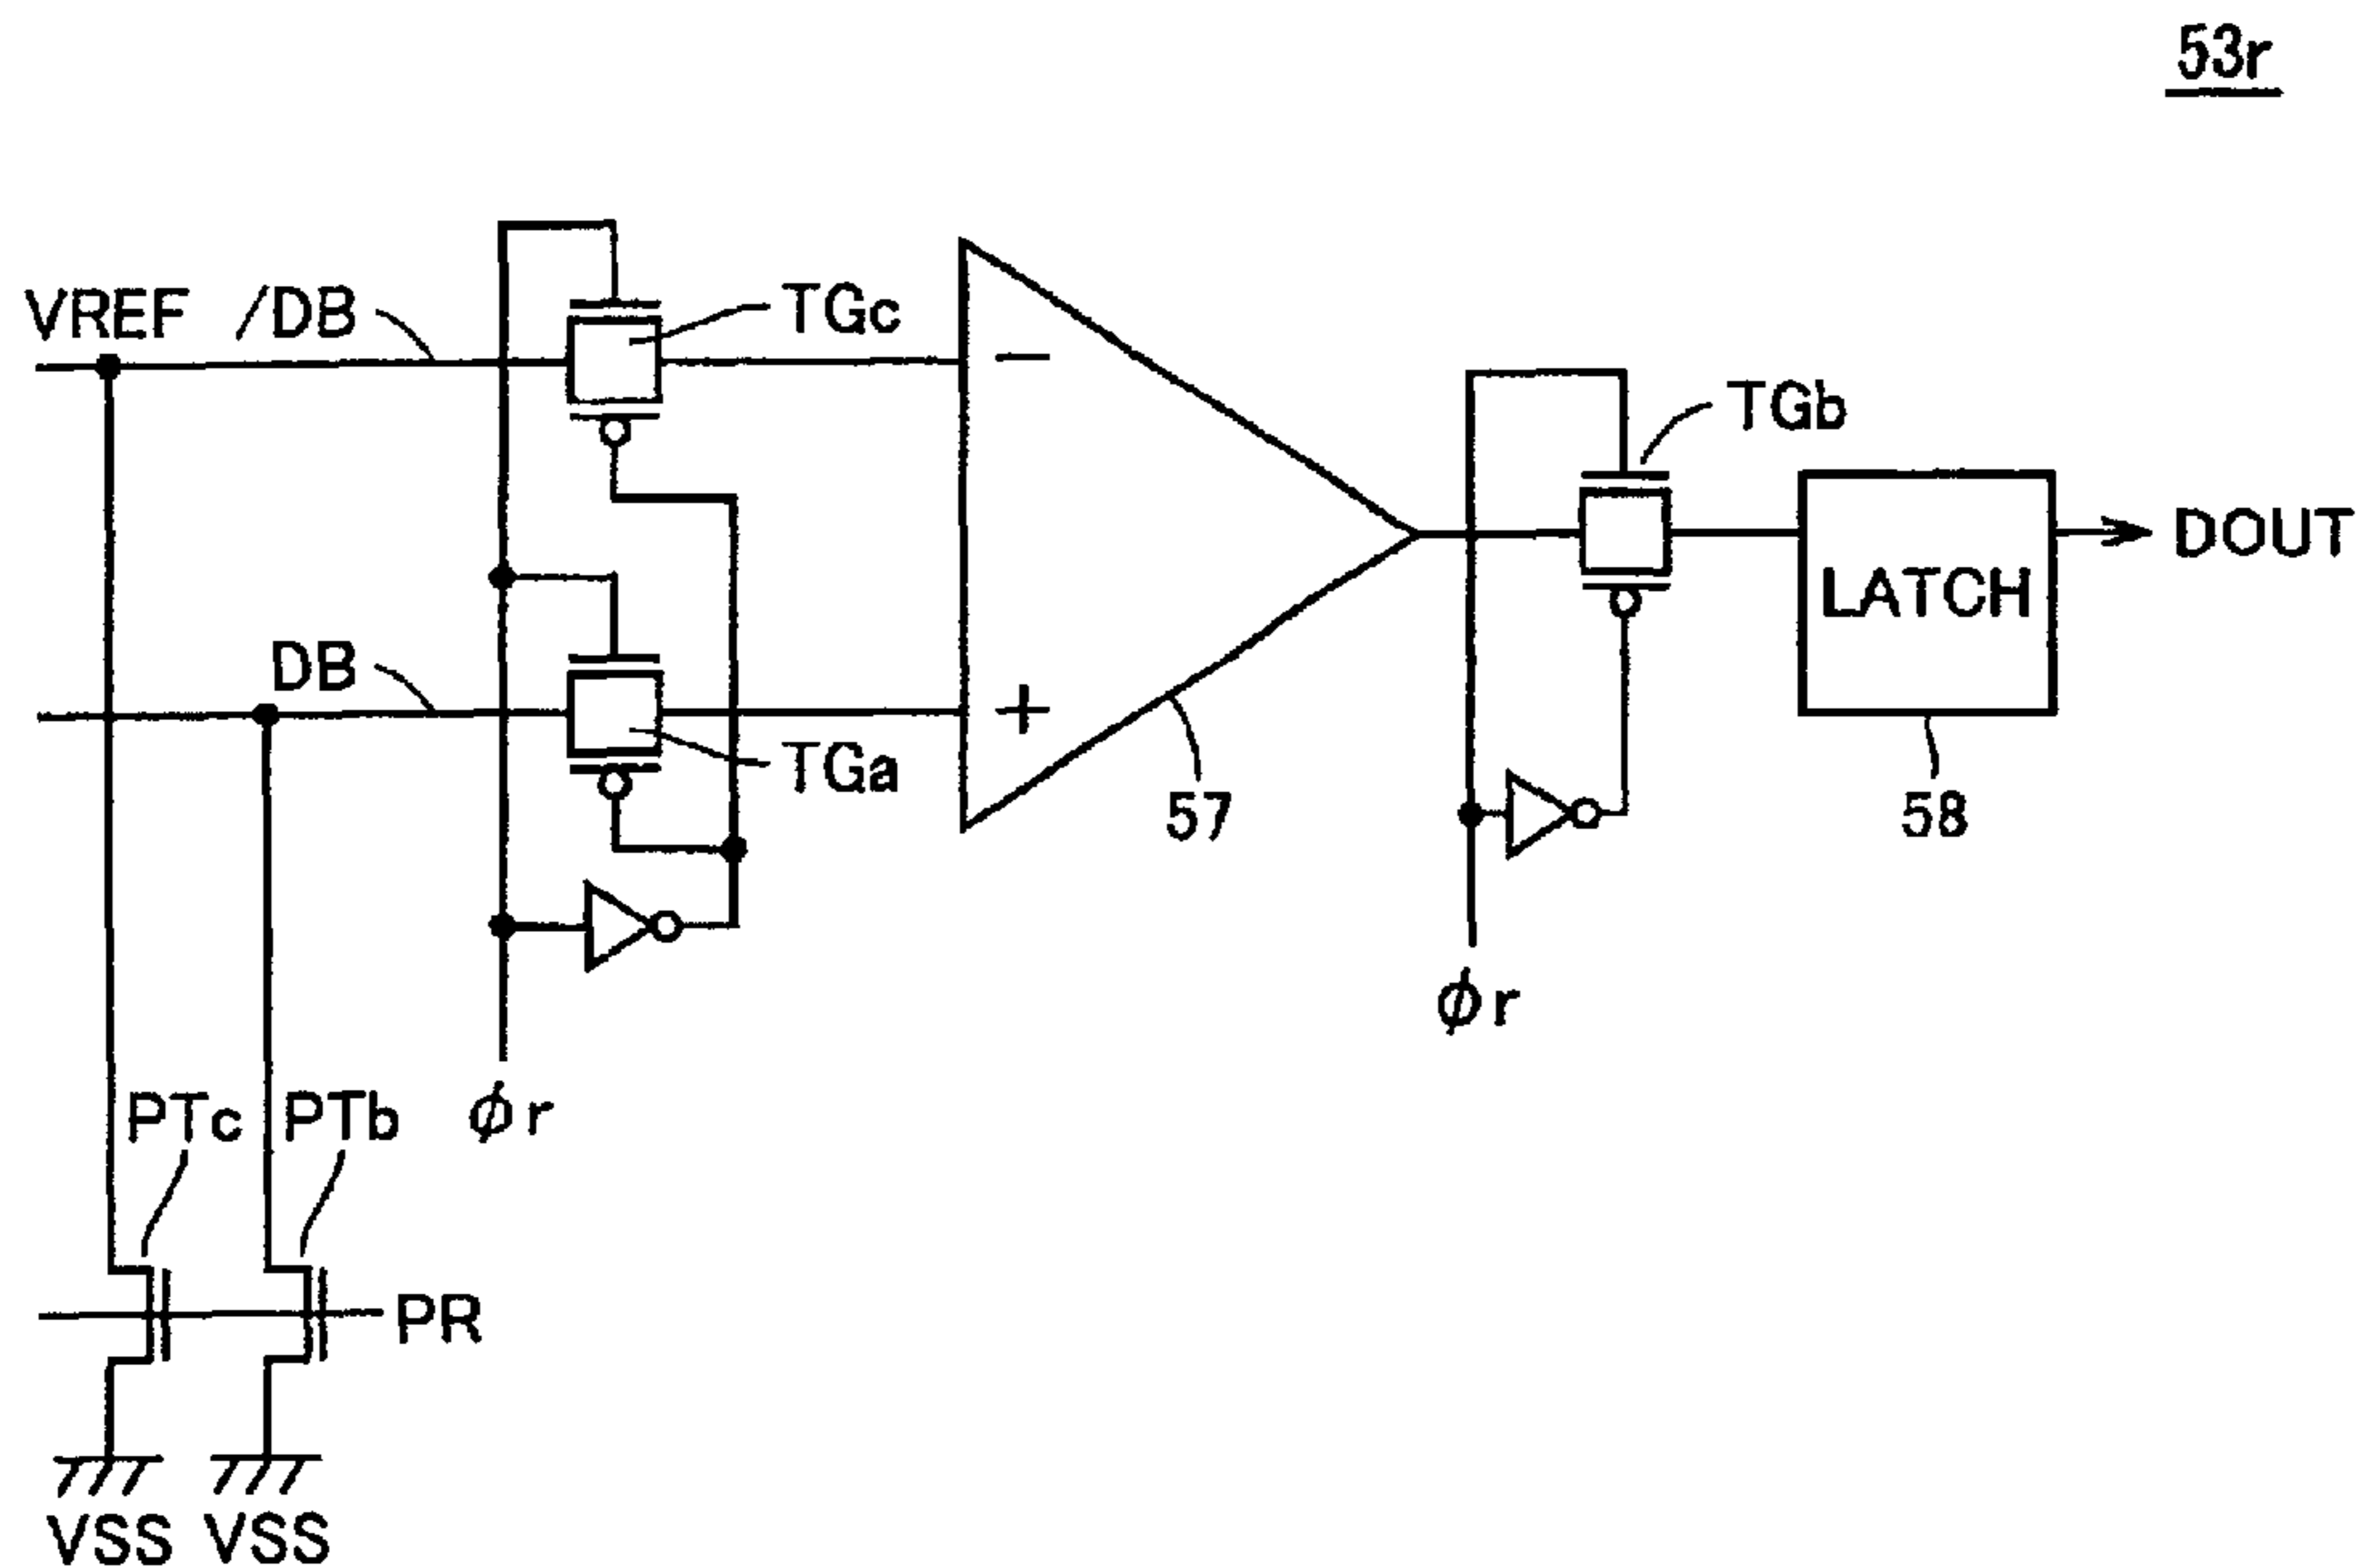 53r
VREF /DB
TGc
TGb
DOUT
LATCH
DB
−
+
TGa
57
58
φr
φr
PTc PTb
PR
VSS VSS